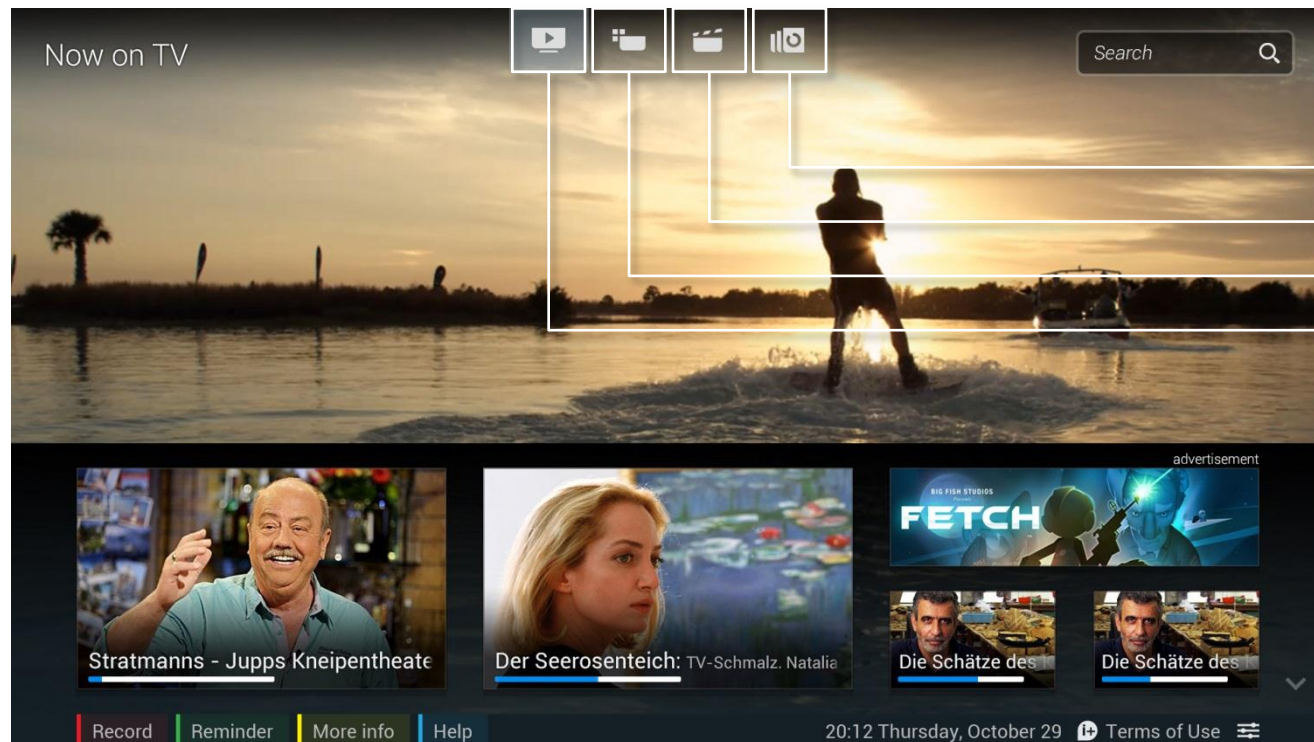 Now on TV
Search
advertisement
BIG FISH STUDIOS
Presents
FETCH
Stratmanns - Jupps Kneipentheate
Der Seerosenteich: TV-Schmalz. Natalia
Die Schätze des
Die Schätze des
Record
Reminder
More info
Help
20:12 Thursday, October 29
i+ Terms of Use